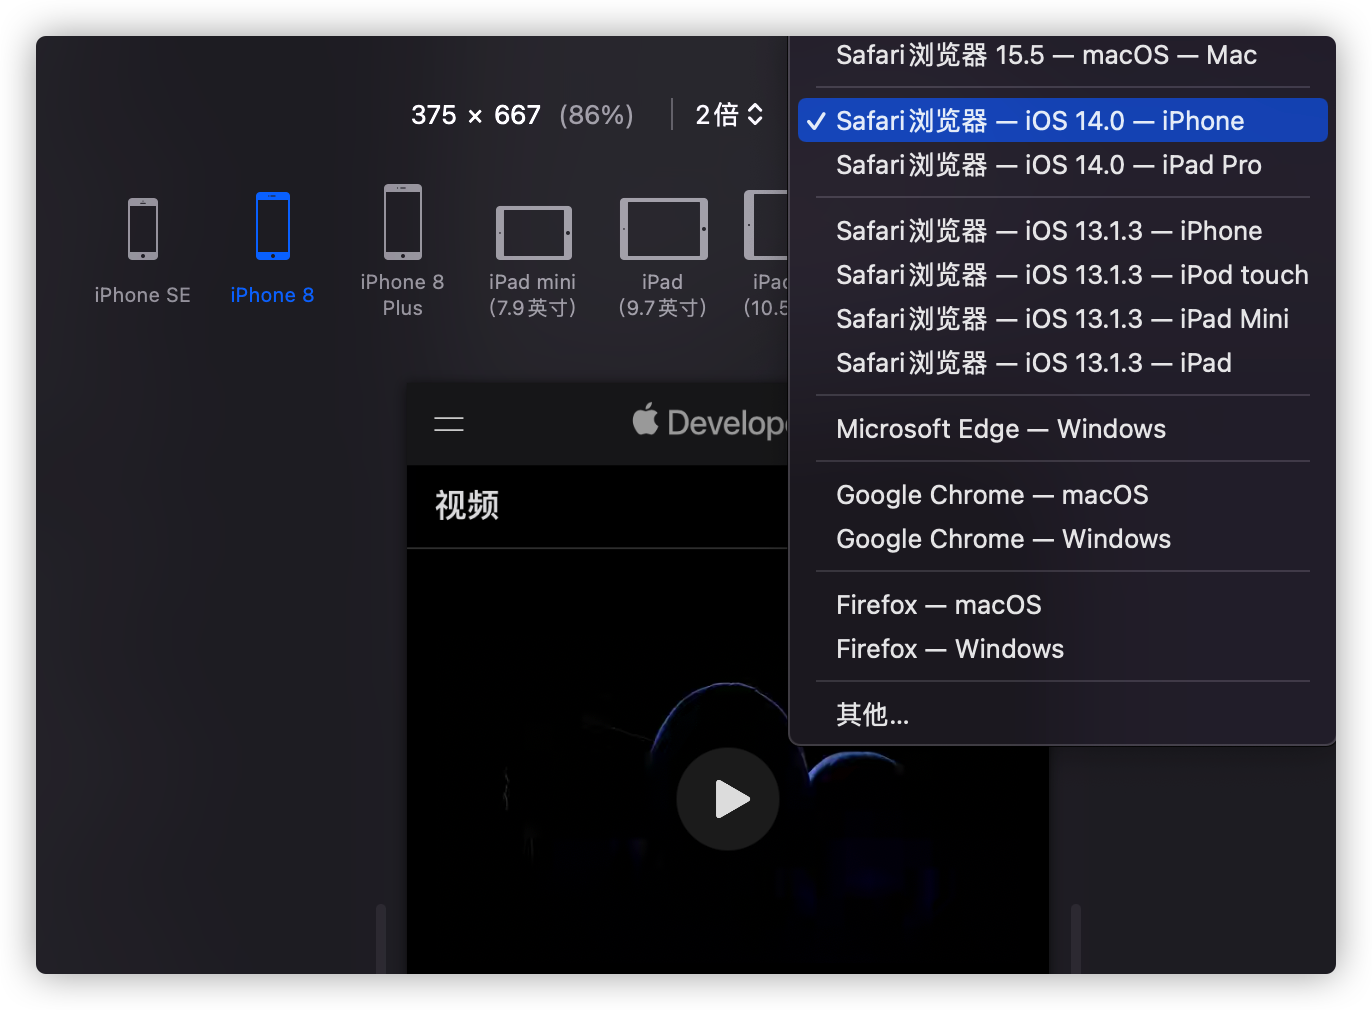 Safari浏览器 15.5 — macOS — Mac
375 × 667 (86%) 2倍
✓ Safari浏览器 — iOS 14.0 — iPhone
Safari浏览器 — iOS 14.0 — iPad Pro
Safari浏览器 — iOS 13.1.3 — iPhone
Safari浏览器 — iOS 13.1.3 — iPod touch
Safari浏览器 — iOS 13.1.3 — iPad Mini
Safari浏览器 — iOS 13.1.3 — iPad
Microsoft Edge — Windows
Google Chrome — macOS
Google Chrome — Windows
Firefox — macOS
Firefox — Windows
其他...
iPhone SE
iPhone 8
iPhone 8
Plus
iPad mini
(7.9英寸)
iPad
(9.7英寸)
iPad
(10.5
Develope
视频